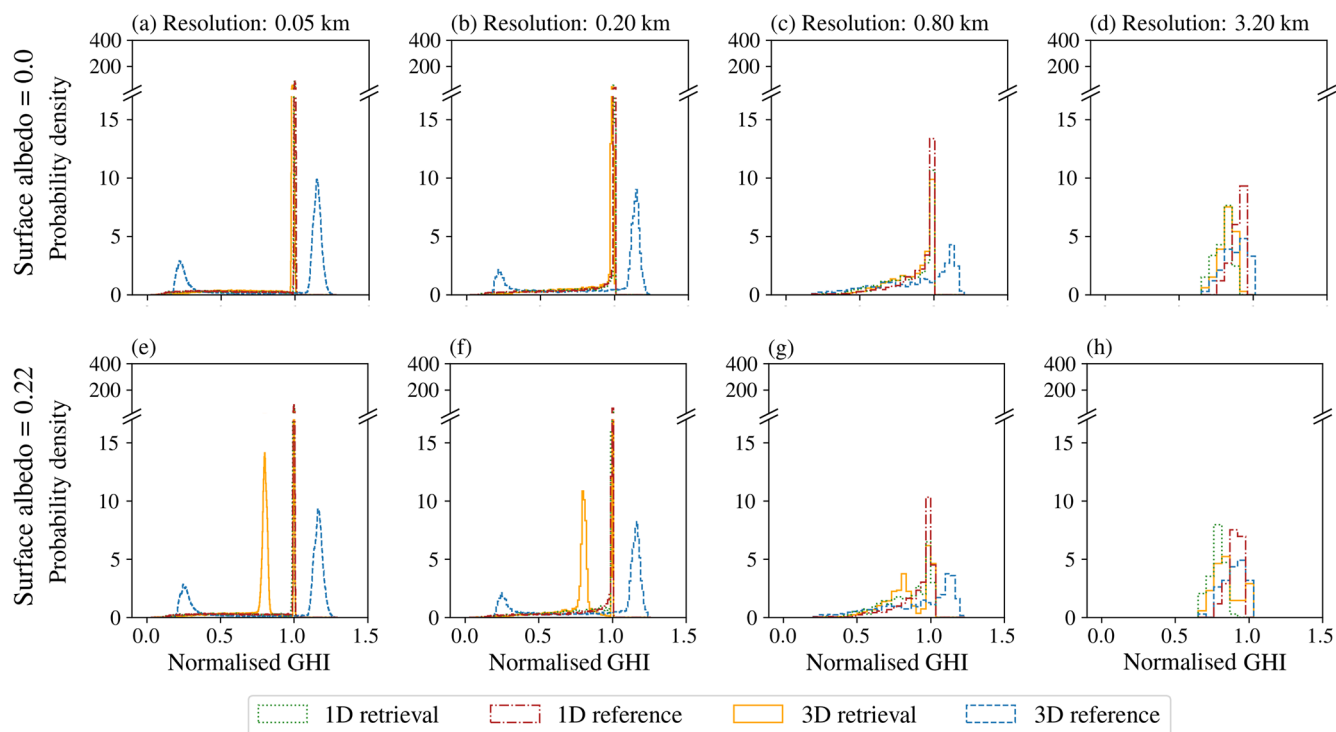 (a) Resolution: 0.05 km
(b) Resolution: 0.20 km
(c) Resolution: 0.80 km
(d) Resolution: 3.20 km
Surface albedo = 0.0
Probability density
400
200
15
10
5
0
400
200
15
10
5
0
400
200
15
10
5
0
400
200
15
10
5
0
(e)
(f)
(g)
(h)
Surface albedo = 0.22
Probability density
400
200
15
10
5
0
400
200
15
10
5
0
400
200
15
10
5
0
400
200
15
10
5
0
0.0 0.5 1.0 1.5
0.0 0.5 1.0 1.5
0.0 0.5 1.0 1.5
0.0 0.5 1.0 1.5
Normalised GHI
Normalised GHI
Normalised GHI
Normalised GHI
1D retrieval 1D reference 3D retrieval 3D reference